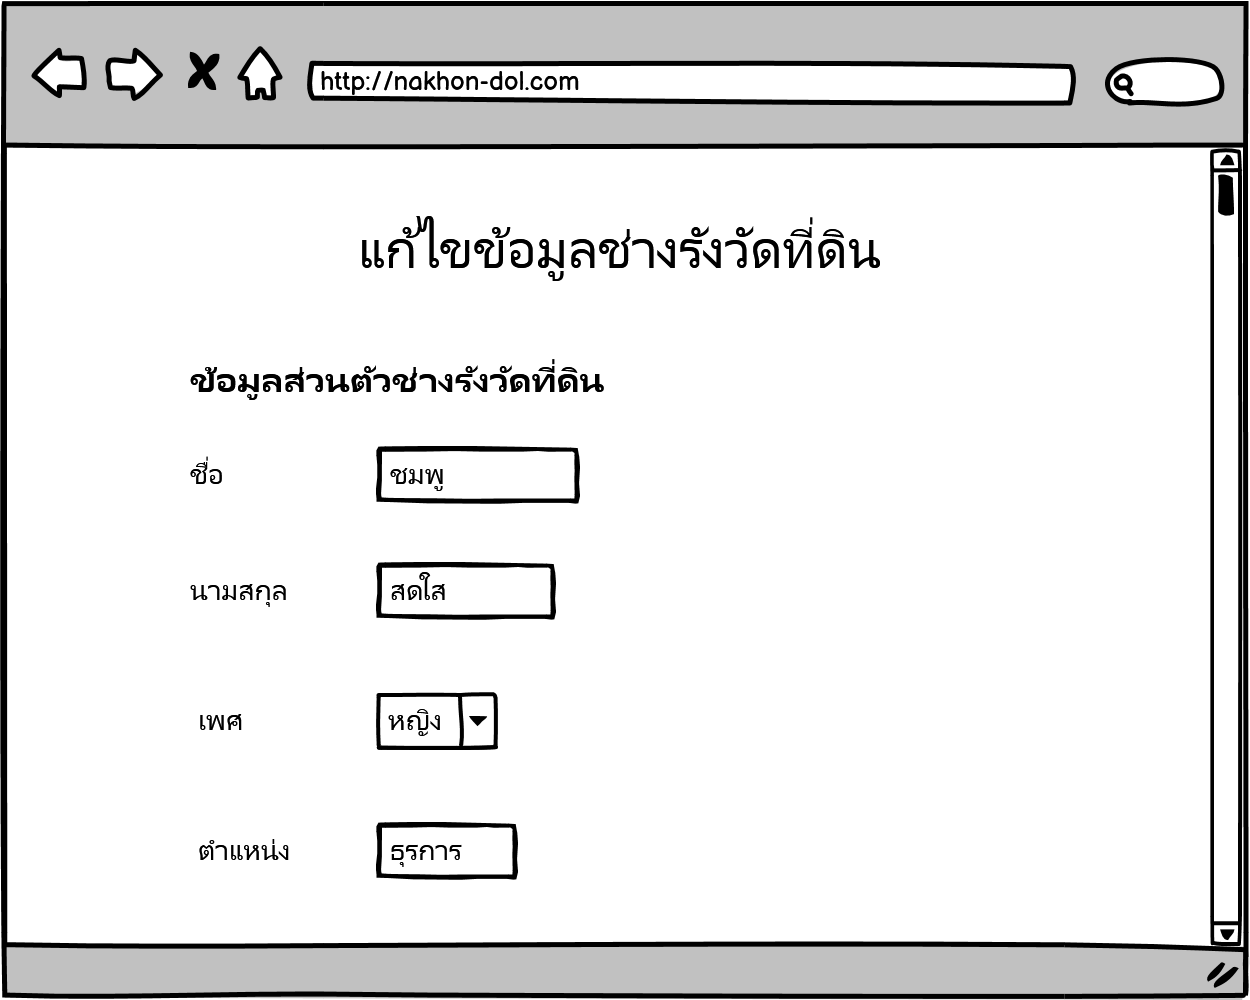 http://nakhon-dol.com
แก้ไขข้อมูลช่างรังวัดที่ดิน
ข้อมูลส่วนตัวช่างรังวัดที่ดิน
ชื่อ ชมพู
นามสกุล สดใส
เพศ หญิง
ตำแหน่ง ธุรการ